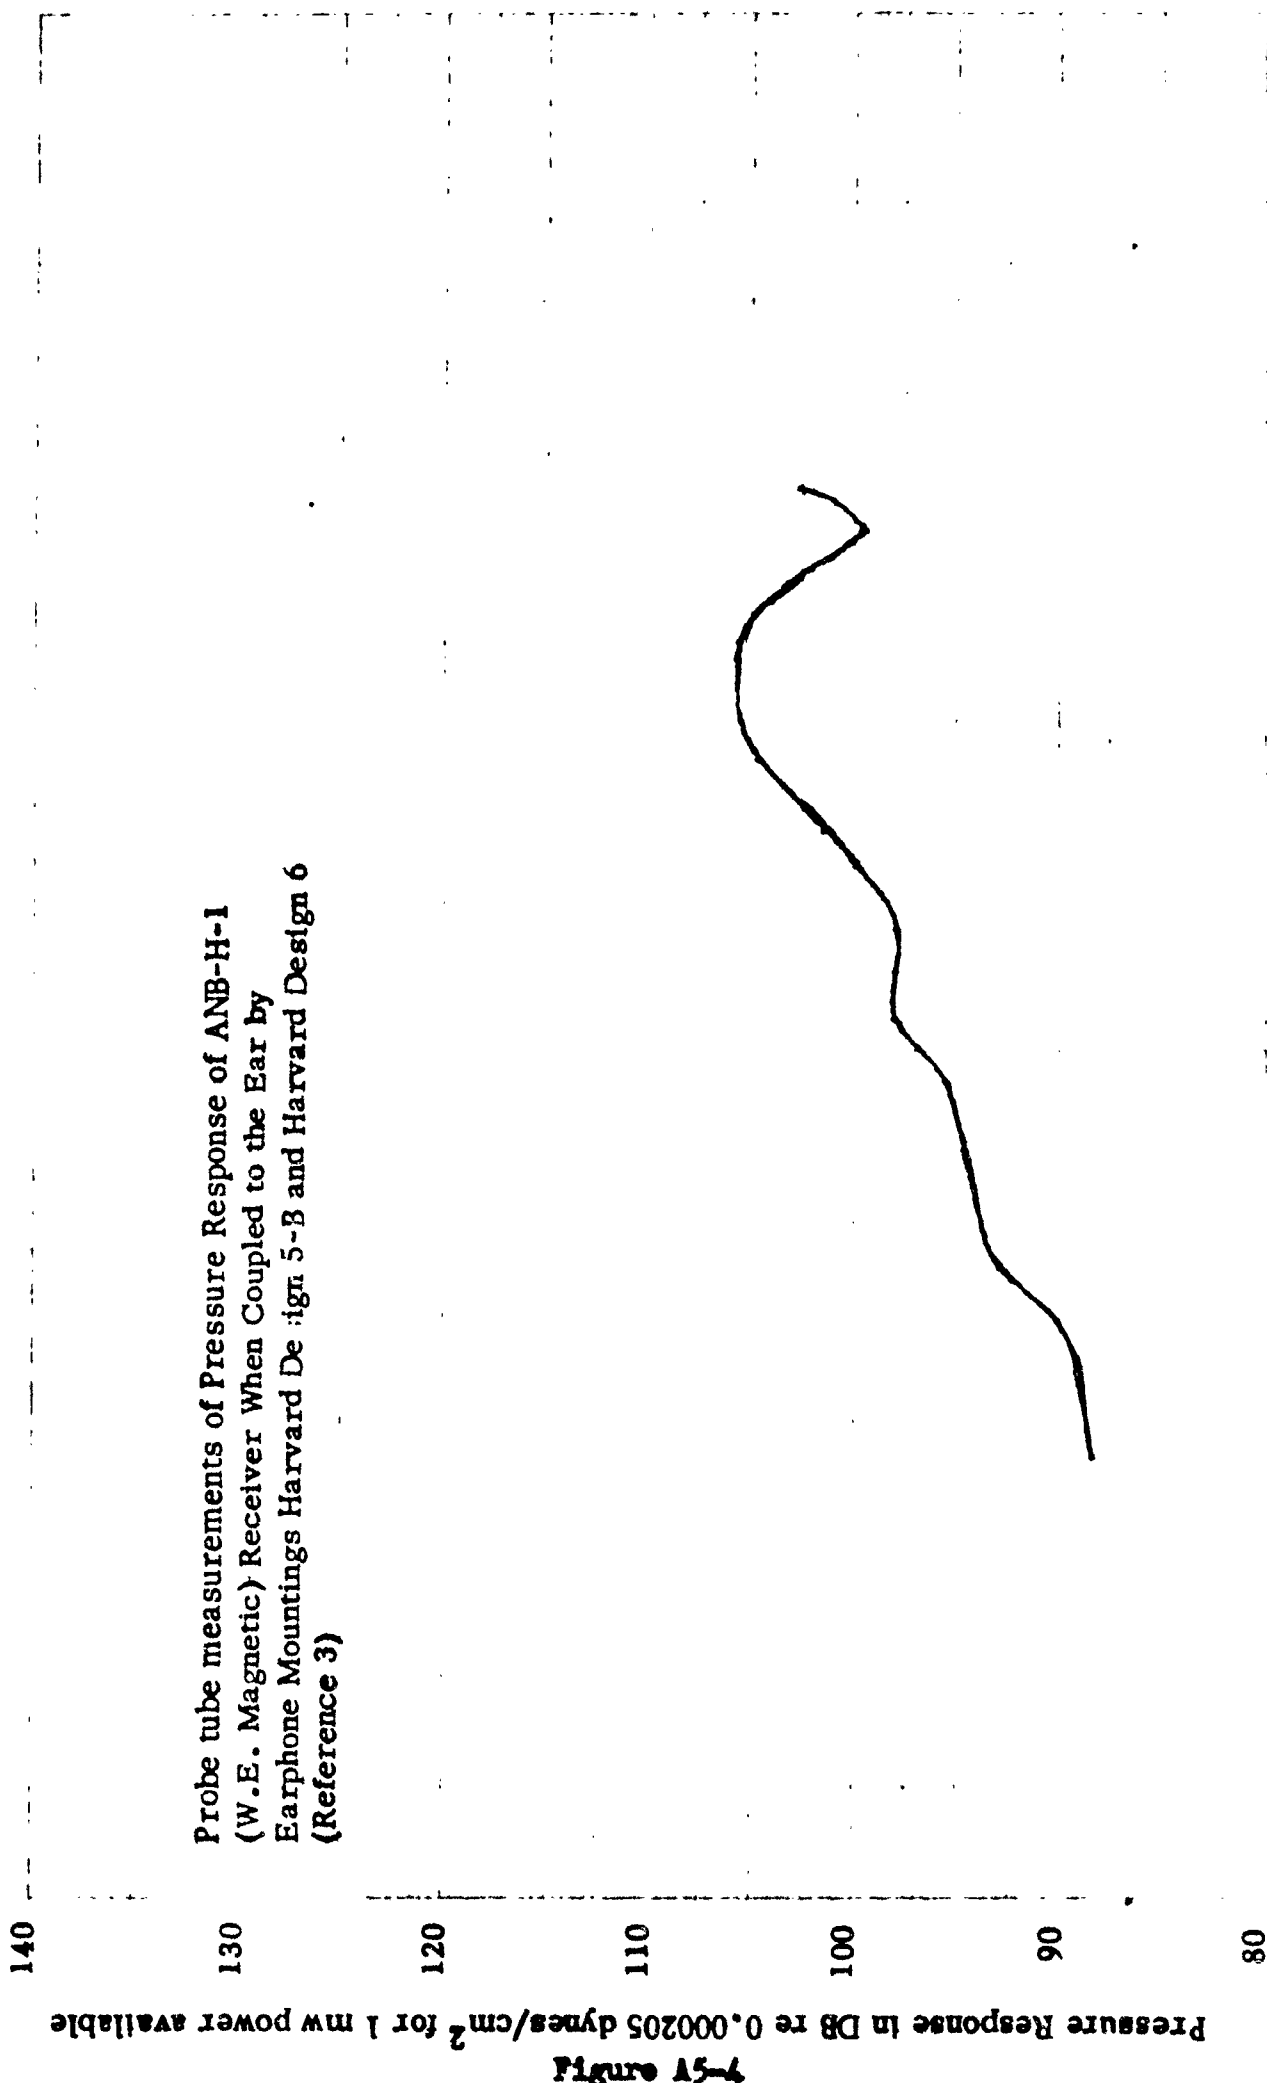 Probe tube measurements of Pressure Response of ANB-H-1
(W.E. Magnetic) Receiver When Coupled to the Ear by
Earphone Mountings Harvard De ign 5-B and Harvard Design 6
(Reference 3)
140
130
120
110
100
90
80
Pressure Response in DB re 0.000205 dynes/cm² for 1 mw power available
Figure A5-4